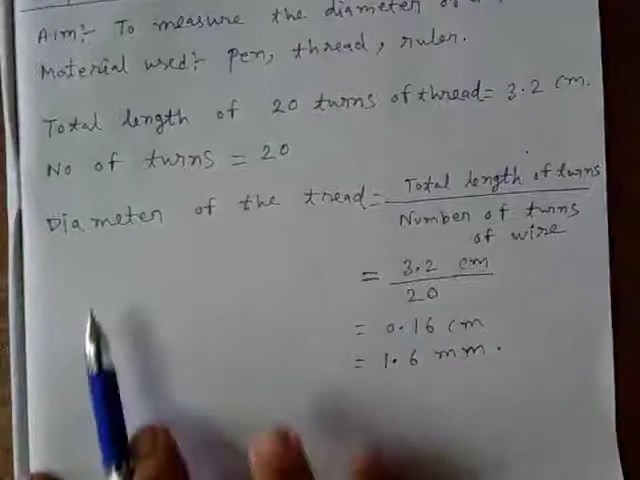 Aim:- To measure the diameter
Material used:- Pen, thread, ruler.
Total length of 20 turns of thread = 3.2 cm.
No of turns = 20
Diameter of the tread = Total length of turns
Number of turns
of wire
= 3.2 cm
20
= 0.16 cm
= 1.6 mm.